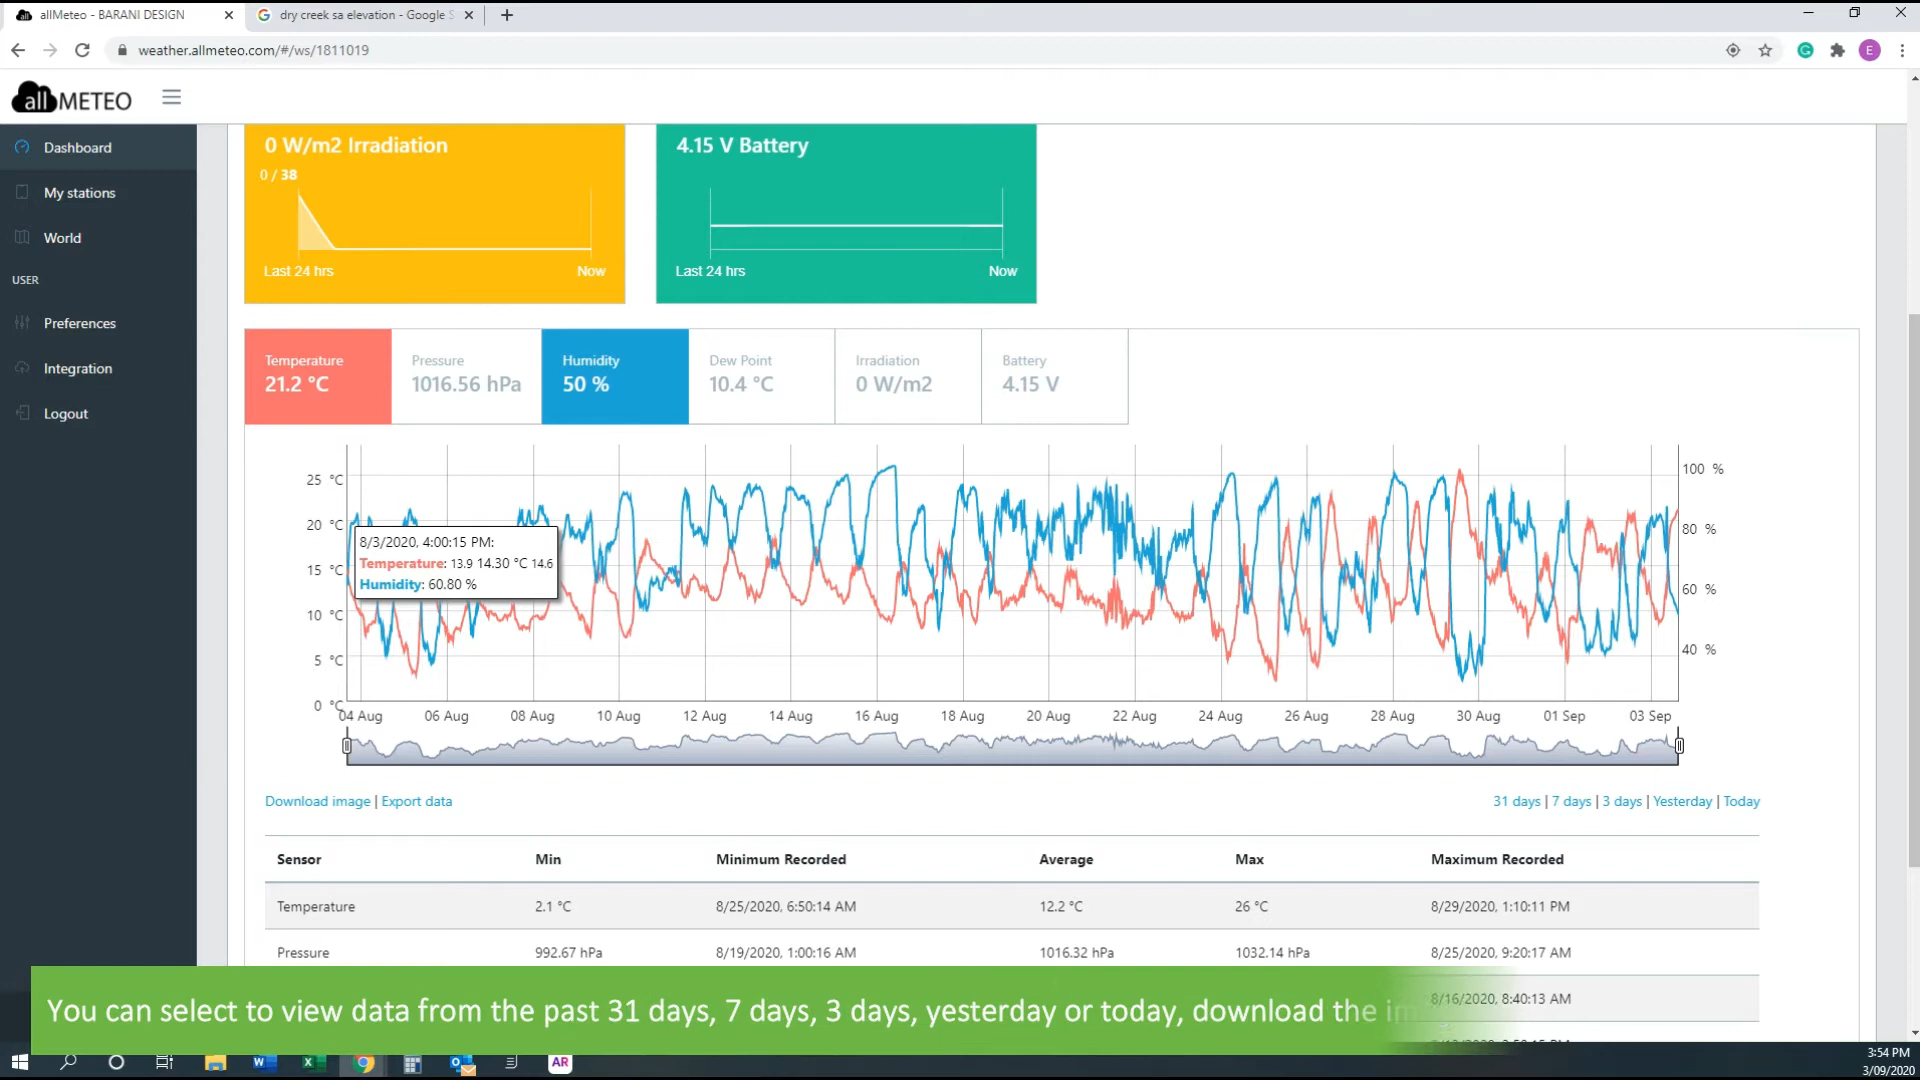 allMeteo - BARANI DESIGN
dry creek sa elevation - Google S
weather.allmeteo.com/#/ws/1811019
E
allMETEO
Dashboard
My stations
World
USER
Preferences
Integration
Logout
0 W/m2 Irradiation
0 / 38
Last 24 hrs Now
4.15 V Battery
Last 24 hrs Now
Temperature
21.2 °C
Pressure
1016.56 hPa
Humidity
50 %
Dew Point
10.4 °C
Irradiation
0 W/m2
Battery
4.15 V
25 °C
20 °C
15 °C
10 °C
5 °C
0 °C
100 %
80 %
60 %
40 %
8/3/2020, 4:00:15 PM:
Temperature: 13.9 14.30 °C 14.6
Humidity: 60.80 %
04 Aug 06 Aug 08 Aug 10 Aug 12 Aug 14 Aug 16 Aug 18 Aug 20 Aug 22 Aug 24 Aug 26 Aug 28 Aug 30 Aug 01 Sep 03 Sep
Download image | Export data
31 days | 7 days | 3 days | Yesterday | Today
Sensor Min Minimum Recorded Average Max Maximum Recorded
Temperature 2.1 °C 8/25/2020, 6:50:14 AM 12.2 °C 26 °C 8/29/2020, 1:10:11 PM
Pressure 992.67 hPa 8/19/2020, 1:00:16 AM 1016.32 hPa 1032.14 hPa 8/25/2020, 9:20:17 AM
8/16/2020, 8:40:13 AM
You can select to view data from the past 31 days, 7 days, 3 days, yesterday or today, download the
AR
3:54 PM
3/09/2020